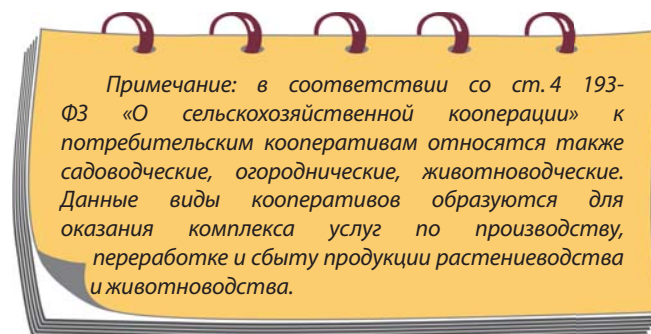 Примечание: в соответствии со ст. 4 193-
ФЗ «О сельскохозяйственной кооперации» к
потребительским кооперативам относятся также
садоводческие, огороднические, животноводческие.
Данные виды кооперативов образуются для
оказания комплекса услуг по производству,
переработке и сбыту продукции растениеводства
и животноводства.